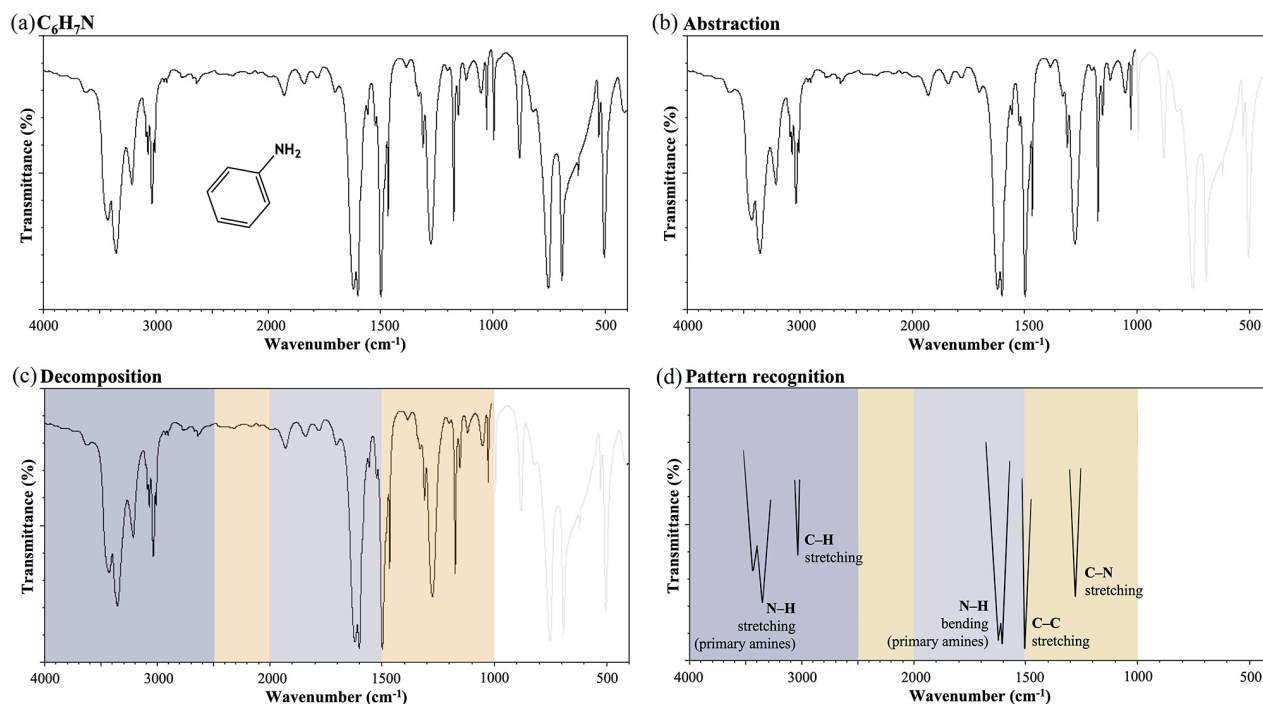 (a) C₆H₇N
Transmittance (%)
NH₂
4000 3000 2000 1500 1000 500
Wavenumber (cm⁻¹)
(b) Abstraction
Transmittance (%)
4000 3000 2000 1500 1000 500
Wavenumber (cm⁻¹)
(c) Decomposition
Transmittance (%)
4000 3000 2000 1500 1000 500
Wavenumber (cm⁻¹)
(d) Pattern recognition
Transmittance (%)
C–H
stretching
N–H
stretching
(primary amines)
N–H
bending
(primary amines)
C–C
stretching
C–N
stretching
4000 3000 2000 1500 1000 500
Wavenumber (cm⁻¹)